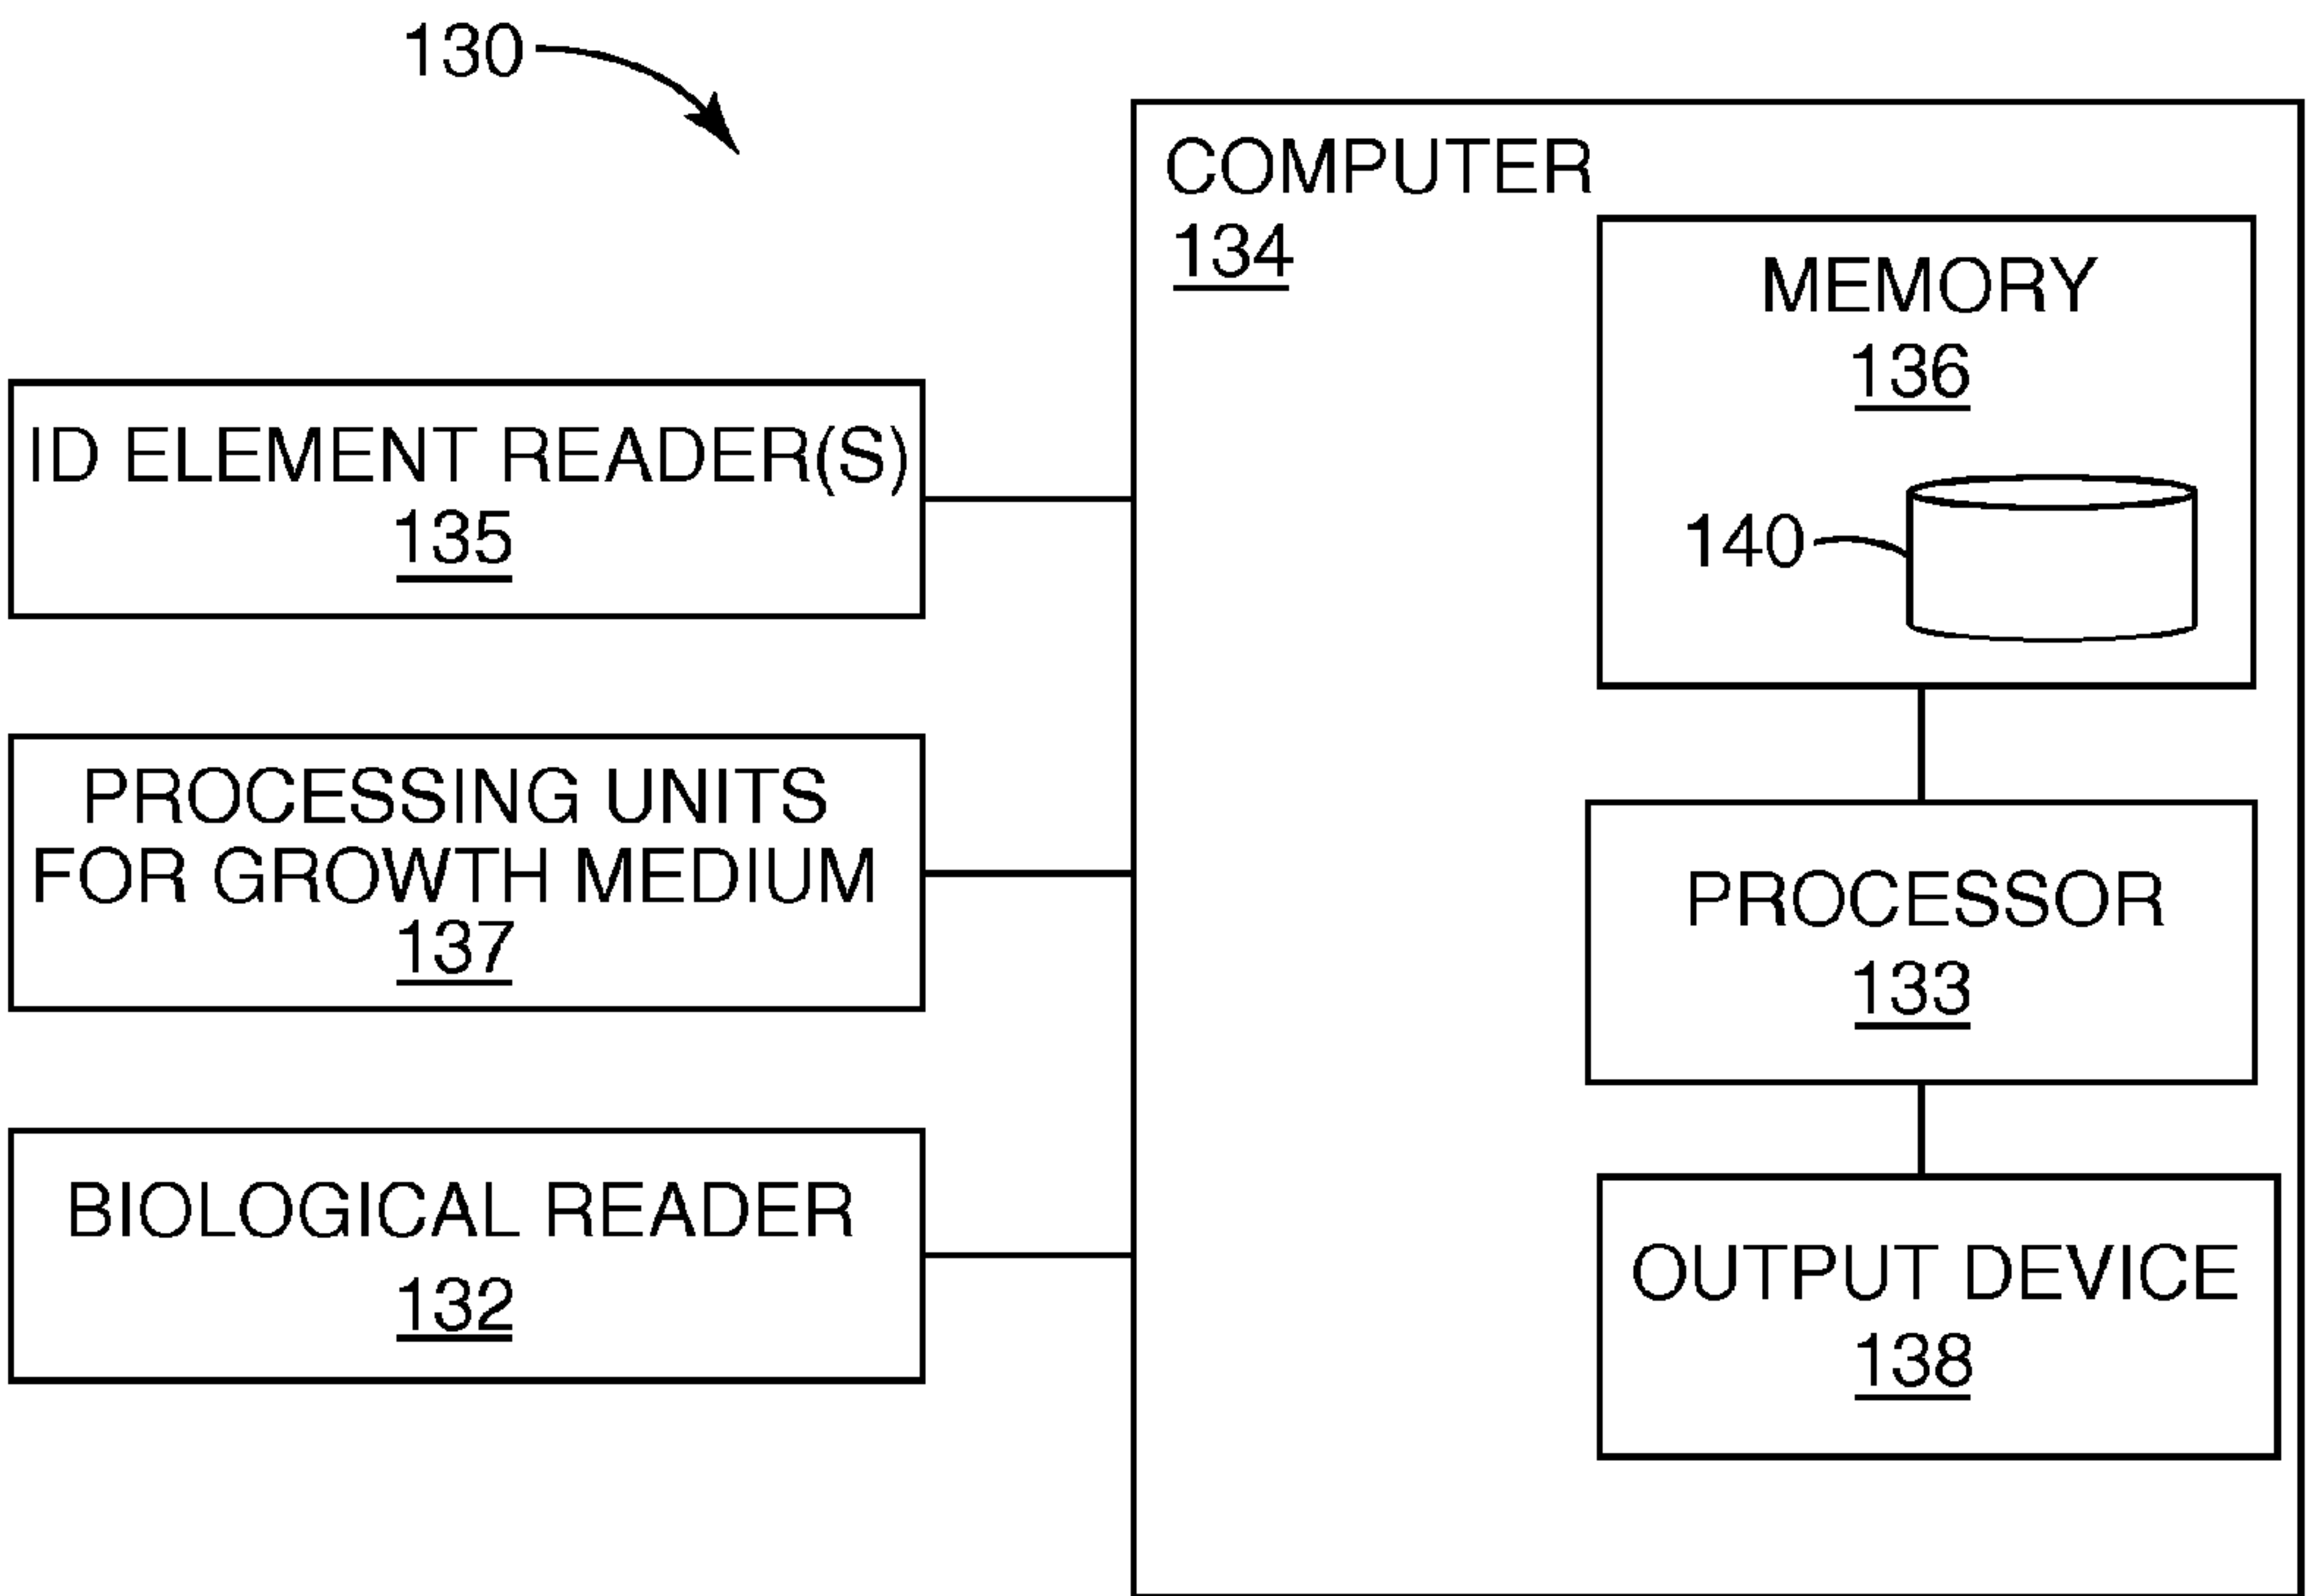 130
COMPUTER
134
MEMORY
136
140
ID ELEMENT READER(S)
135
PROCESSING UNITS
FOR GROWTH MEDIUM
137
PROCESSOR
133
BIOLOGICAL READER
132
OUTPUT DEVICE
138